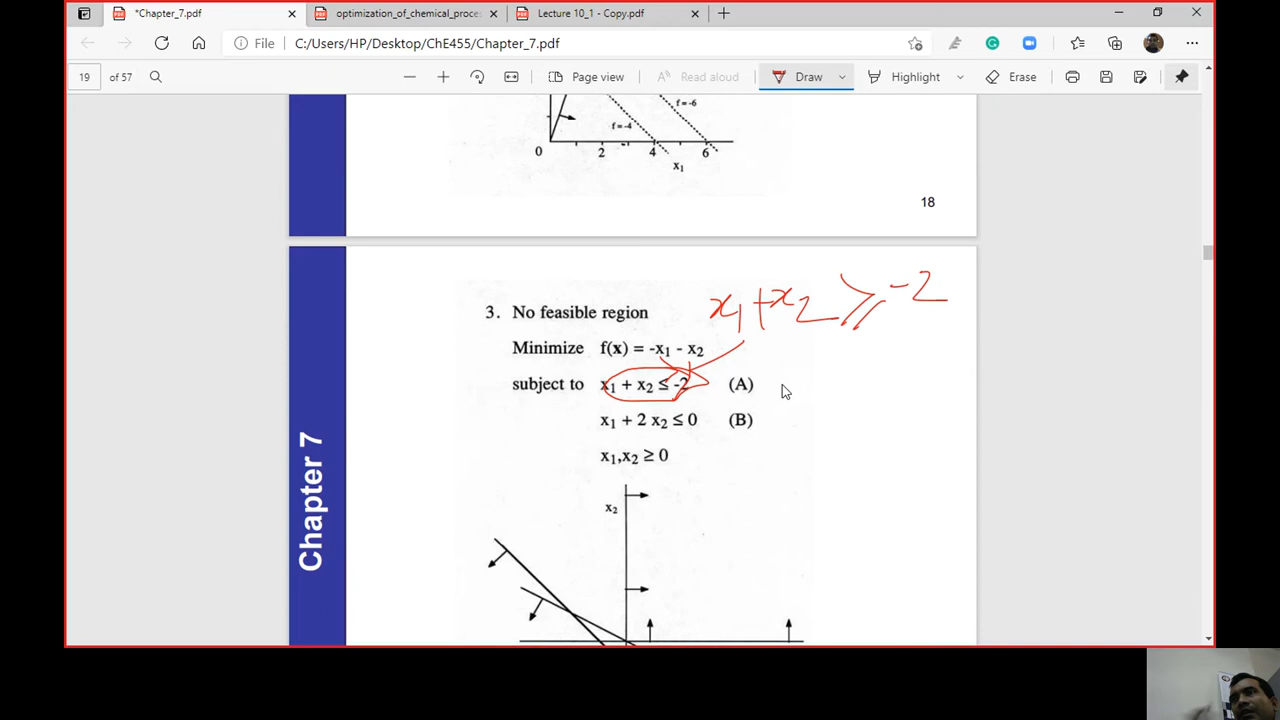 *Chapter_7.pdf
optimization_of_chemical_proce
Lecture 10_1 - Copy.pdf
File C:/Users/HP/Desktop/ChE455/Chapter_7.pdf
19 of 57
Page view
Read aloud
Draw
Highlight
Erase
f=-6
f=-4
0 2 4 6
x₁
18
x₁+x₂ ≥ -2
3. No feasible region
Minimize f(x) = -x₁ - x₂
subject to x₁ + x₂ ≤ -2 (A)
x₁ + 2 x₂ ≤ 0 (B)
x₁,x₂ ≥ 0
x₂
Chapter 7